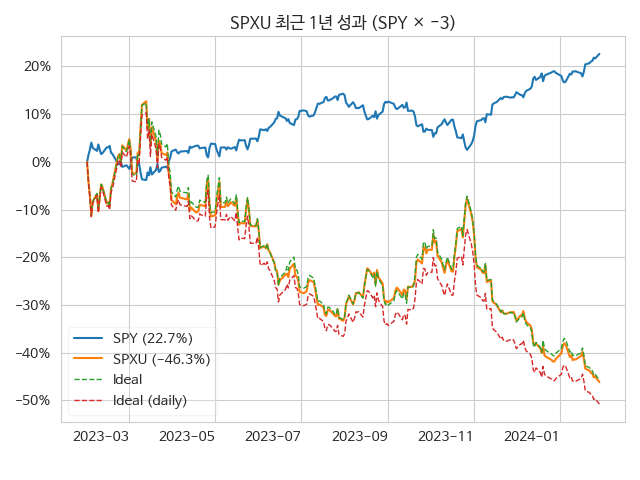 SPXU 최근 1년 성과 (SPY × −3)
20%
10%
0%
−10%
−20%
−30%
−40%
−50%
SPY (22.7%)
SPXU (−46.3%)
Ideal
Ideal (daily)
2023−03 2023−05 2023−07 2023−09 2023−11 2024−01